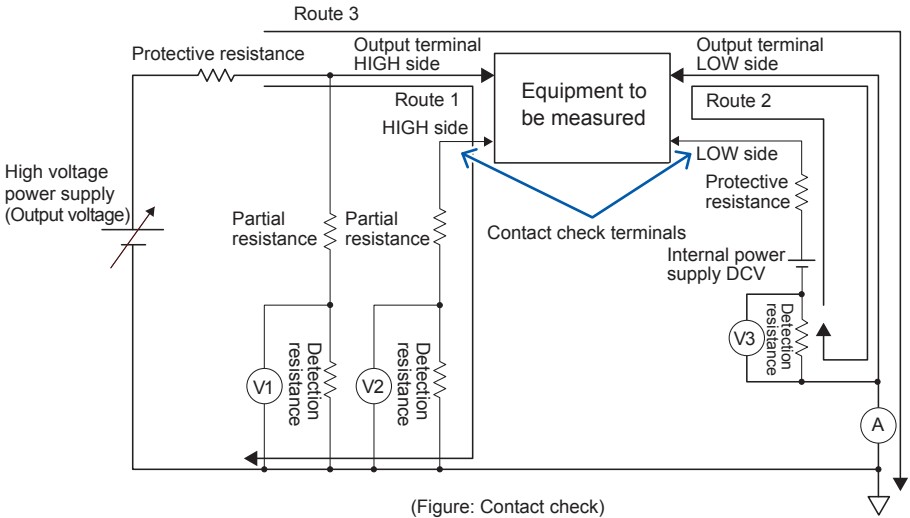 Route 3
Protective resistance
Output terminal
HIGH side
Output terminal
LOW side
Equipment to
be measured
Route 1
HIGH side
Route 2
LOW side
High voltage
power supply
(Output voltage)
Protective
resistance
Partial
resistance
Partial
resistance
Contact check terminals
Internal power
supply DCV
Detection
resistance
Detection
resistance
Detection
resistance
V1
V2
V3
A
(Figure: Contact check)